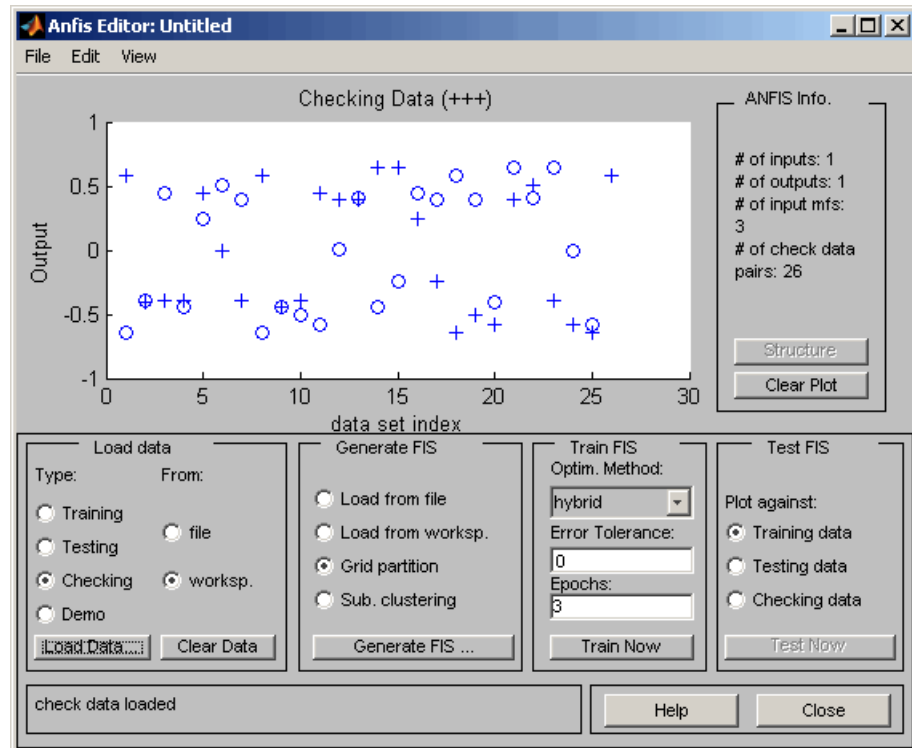 Anfis Editor: Untitled
File Edit View
Checking Data (+++)
1
0.5
0
-0.5
-1
Output
0 5 10 15 20 25 30
data set index
ANFIS Info.
# of inputs: 1
# of outputs: 1
# of input mfs:
3
# of check data
pairs: 26
Structure
Clear Plot
Load data
Type: From:
Training
Testing
Checking
Demo
file
worksp.
Load Data...
Clear Data
Generate FIS
Load from file
Load from worksp.
Grid partition
Sub. clustering
Generate FIS ...
Train FIS
Optim. Method:
hybrid
Error Tolerance:
0
Epochs:
3
Train Now
Test FIS
Plot against:
Training data
Testing data
Checking data
Test Now
check data loaded
Help
Close